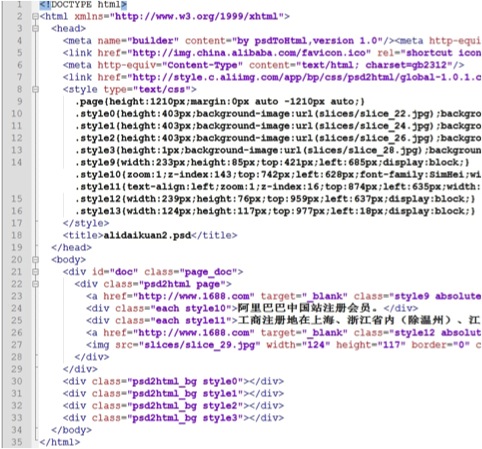 1 <!DOCTYPE html>
2 <html xmlns="http://www.w3.org/1999/xhtml">
3 <head>
4 <meta name="builder" content="by psdToHtml,version 1.0"/><meta http-equi
5 <link href="http://img.china.alibaba.com/favicon.ico" rel="shortcut icon
6 <meta http-equiv="Content-Type" content="text/html; charset=gb2312"/>
7 <link href="http://style.c.aliimg.com/app/bp/css/psd2html/global-1.0.1.c
8 <style type="text/css">
9 .page{height:1210px;margin:0px auto -1210px auto;}
10 .style0{height:403px;background-image:url(slices/slice_22.jpg);backgro
11 .style1{height:403px;background-image:url(slices/slice_24.jpg);backgro
12 .style2{height:403px;background-image:url(slices/slice_26.jpg);backgro
13 .style3{height:1px;background-image:url(slices/slice_28.jpg);backgroun
14 .style9{width:233px;height:85px;top:421px;left:685px;display:block;}
.style10{zoom:1;z-index:143;top:742px;left:628px;font-family:SimHei;wi
.style11{text-align:left;zoom:1;z-index:16;top:874px;left:635px;width:
15 .style12{width:239px;height:76px;top:959px;left:637px;display:block;}
16 .style13{width:124px;height:117px;top:977px;left:18px;display:block;}
17 </style>
18 <title>alidaikuan2.psd</title>
19 </head>
20 <body>
21 <div id="doc" class="page_doc">
22 <div class="psd2html page">
23 <a href="http://www.1688.com" target="_blank" class="style9 absolute
24 <div class="each style10">阿里巴巴中国站注册会员。</div>
25 <div class="each style11">工商注册地在上海、浙江省内（除温州）、江
26 <a href="http://www.1688.com" target="_blank" class="style12 absolut
27 <img src="slices/slice_29.jpg" width="124" height="117" border="0" c
28 </div>
29 </div>
30 <div class="psd2html_bg style0"></div>
31 <div class="psd2html_bg style1"></div>
32 <div class="psd2html_bg style2"></div>
33 <div class="psd2html_bg style3"></div>
34 </body>
35 </html>